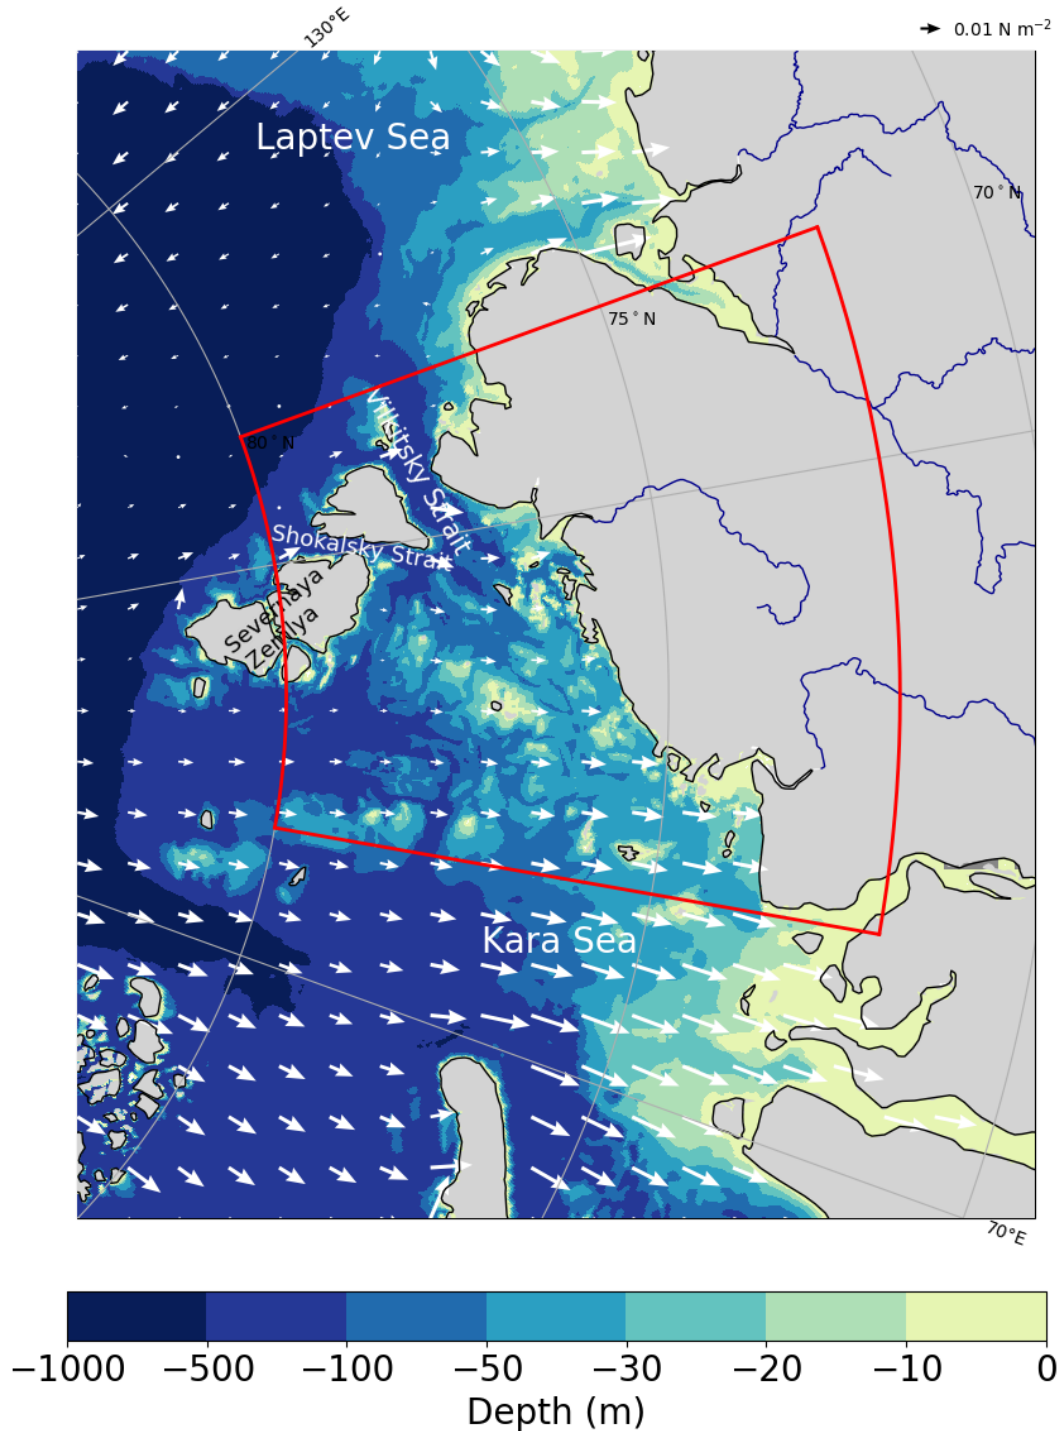 130°E
0.01 N m⁻²
Laptev Sea
70°N
75°N
80°N
Vilkitsky Strait
Shokalsky Strait
Severnaya
Zemlya
Kara Sea
70°E
−1000 −500 −100 −50 −30 −20 −10 0
Depth (m)